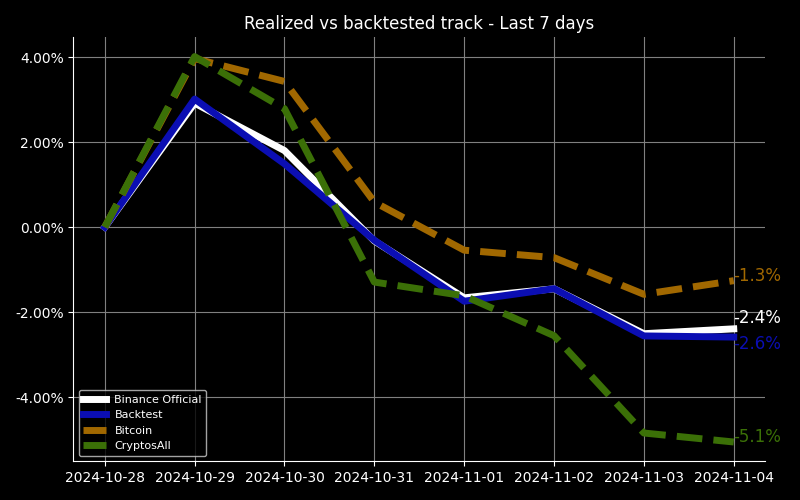 Realized vs backtested track - Last 7 days
4.00%
2.00%
0.00%
-2.00%
-4.00%
-1.3%
-2.4%
-2.6%
-5.1%
Binance Official
Backtest
Bitcoin
CryptosAll
2024-10-28 2024-10-29 2024-10-30 2024-10-31 2024-11-01 2024-11-02 2024-11-03 2024-11-04